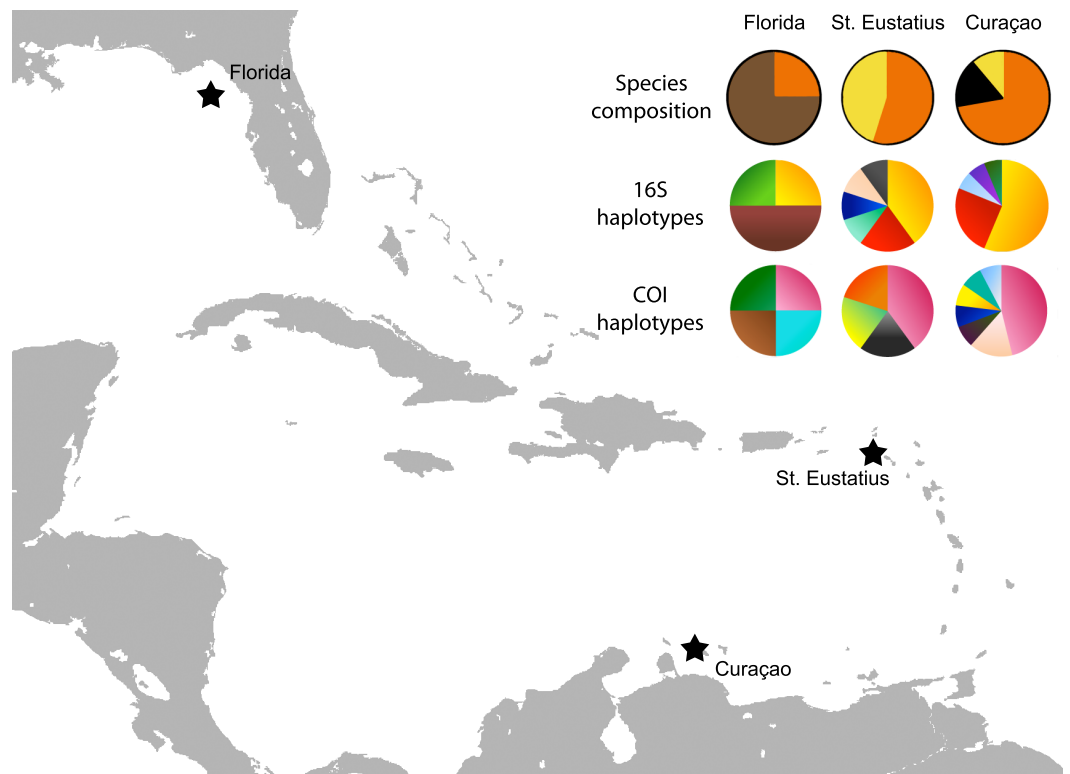 Florida St. Eustatius Curaçao
Florida
Species
composition
16S
haplotypes
COI
haplotypes
St. Eustatius
Curaçao